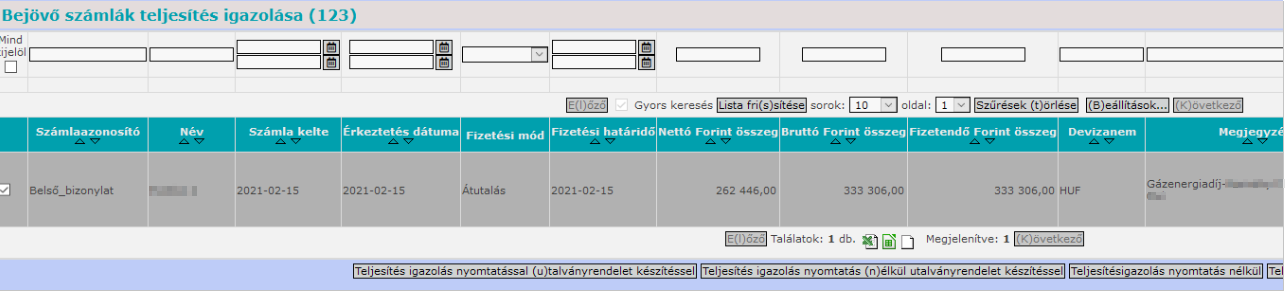 Bejövő számlák teljesítés igazolása (123)
Mind
kijelöl
E(l)őző Gyors keresés Lista fri(s)sítése sorok: 10 oldal: 1 Szűrések (t)örlése (B)eállítások... (K)övetkező
Számlaazonosító Név Számla kelte Érkeztetés dátuma Fizetési mód Fizetési határidő Nettó Forint összeg Bruttó Forint összeg Fizetendő Forint összeg Devizanem Megjegyzé
Belső_bizonylat 2021-02-15 2021-02-15 Átutalás 2021-02-15 262 446,00 333 306,00 333 306,00 HUF Gázenergiadíj-
E(l)őző Találatok: 1 db. Megjelenítve: 1 (K)övetkező
Teljesítés igazolás nyomtatással (u)talványrendelet készítéssel Teljesítés igazolás nyomtatás (n)élkül utalványrendelet készítéssel Teljesítésigazolás nyomtatás nélkül Tel